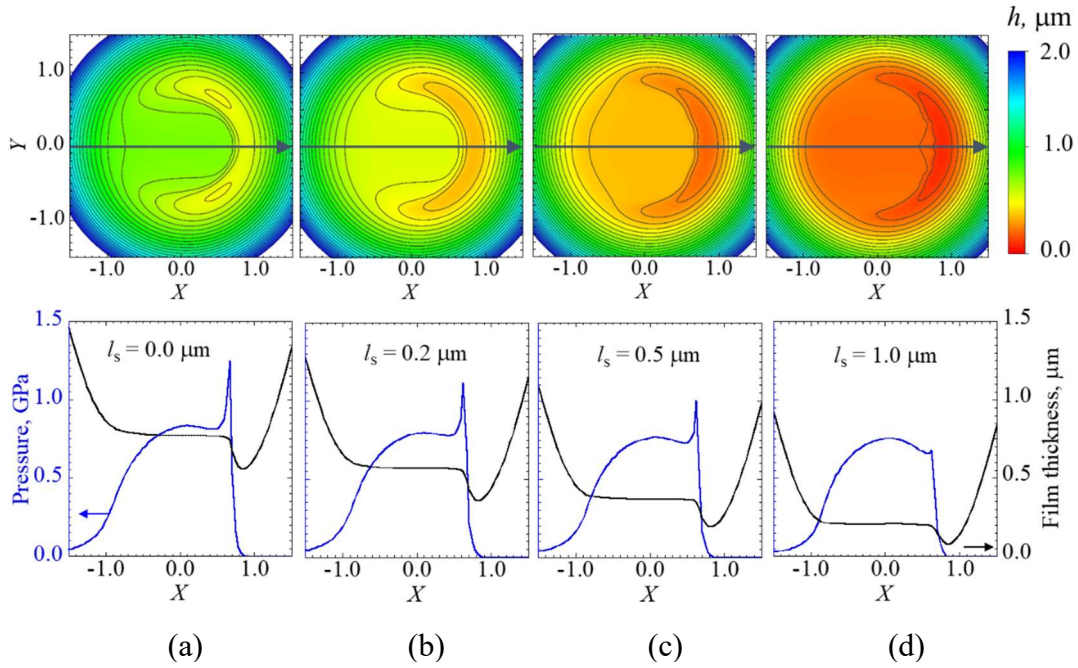 h, μm
2.0
1.0
0.0
Y
1.0
0.0
-1.0
-1.0 0.0 1.0
X
-1.0 0.0 1.0
X
-1.0 0.0 1.0
X
-1.0 0.0 1.0
X
Pressure, GPa
1.5
1.0
0.5
0.0
ls = 0.0 μm
-1.0 0.0 1.0
X
ls = 0.2 μm
-1.0 0.0 1.0
X
ls = 0.5 μm
-1.0 0.0 1.0
X
ls = 1.0 μm
-1.0 0.0 1.0
X
1.5
1.0
0.5
0.0
Film thickness, μm
(a) (b) (c) (d)